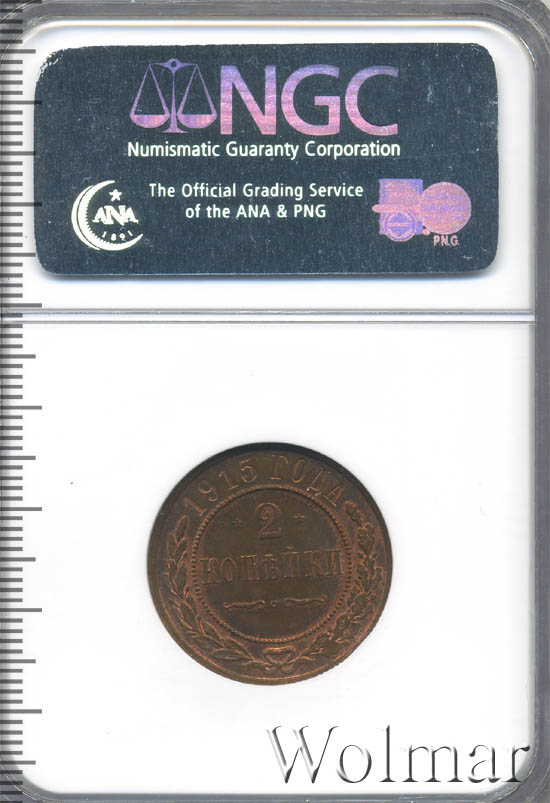 NGC
Numismatic Guaranty Corporation
The Official Grading Service
of the ANA & PNG
ANA
1891
P.N.G.
1915 ГОДА
2
КОПѢЙКИ
Wolmar